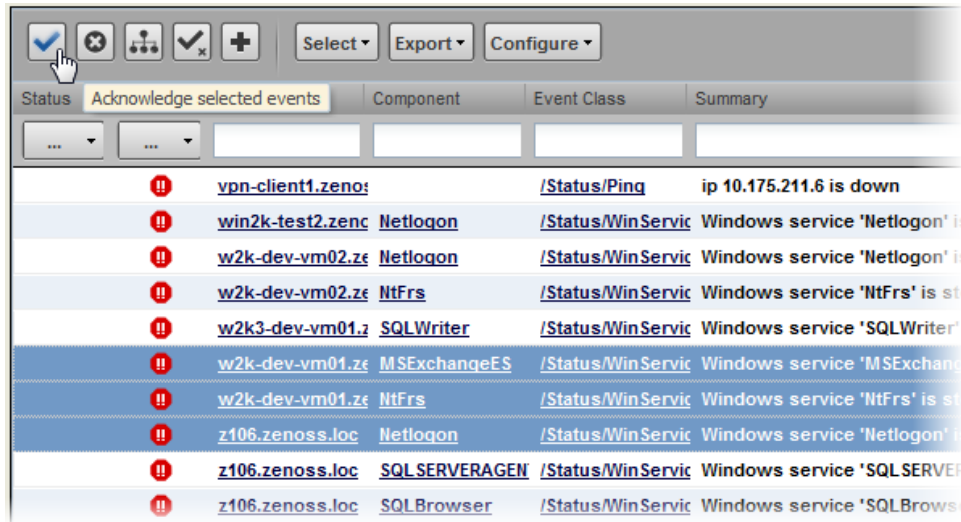 Select Export Configure
Status Acknowledge selected events Component Event Class Summary
... ...
vpn-client1.zenos /Status/Ping ip 10.175.211.6 is down
win2k-test2.zenc Netlogon /Status/WinServic Windows service 'Netlogon' i
w2k-dev-vm02.ze Netlogon /Status/WinServic Windows service 'Netlogon' i
w2k-dev-vm02.ze NtFrs /Status/WinServic Windows service 'NtFrs' is st
w2k3-dev-vm01.z SQLWriter /Status/WinServic Windows service 'SQLWriter'
w2k-dev-vm01.ze MSExchangeES /Status/WinServic Windows service 'MSExchang
w2k-dev-vm01.ze NtFrs /Status/WinServic Windows service 'NtFrs' is st
z106.zenoss.loc Netlogon /Status/WinServic Windows service 'Netlogon' i
z106.zenoss.loc SQLSERVERAGEN /Status/WinServic Windows service 'SQLSERVER
z106.zenoss.loc SQLBrowser /Status/WinServic Windows service 'SQLBrows